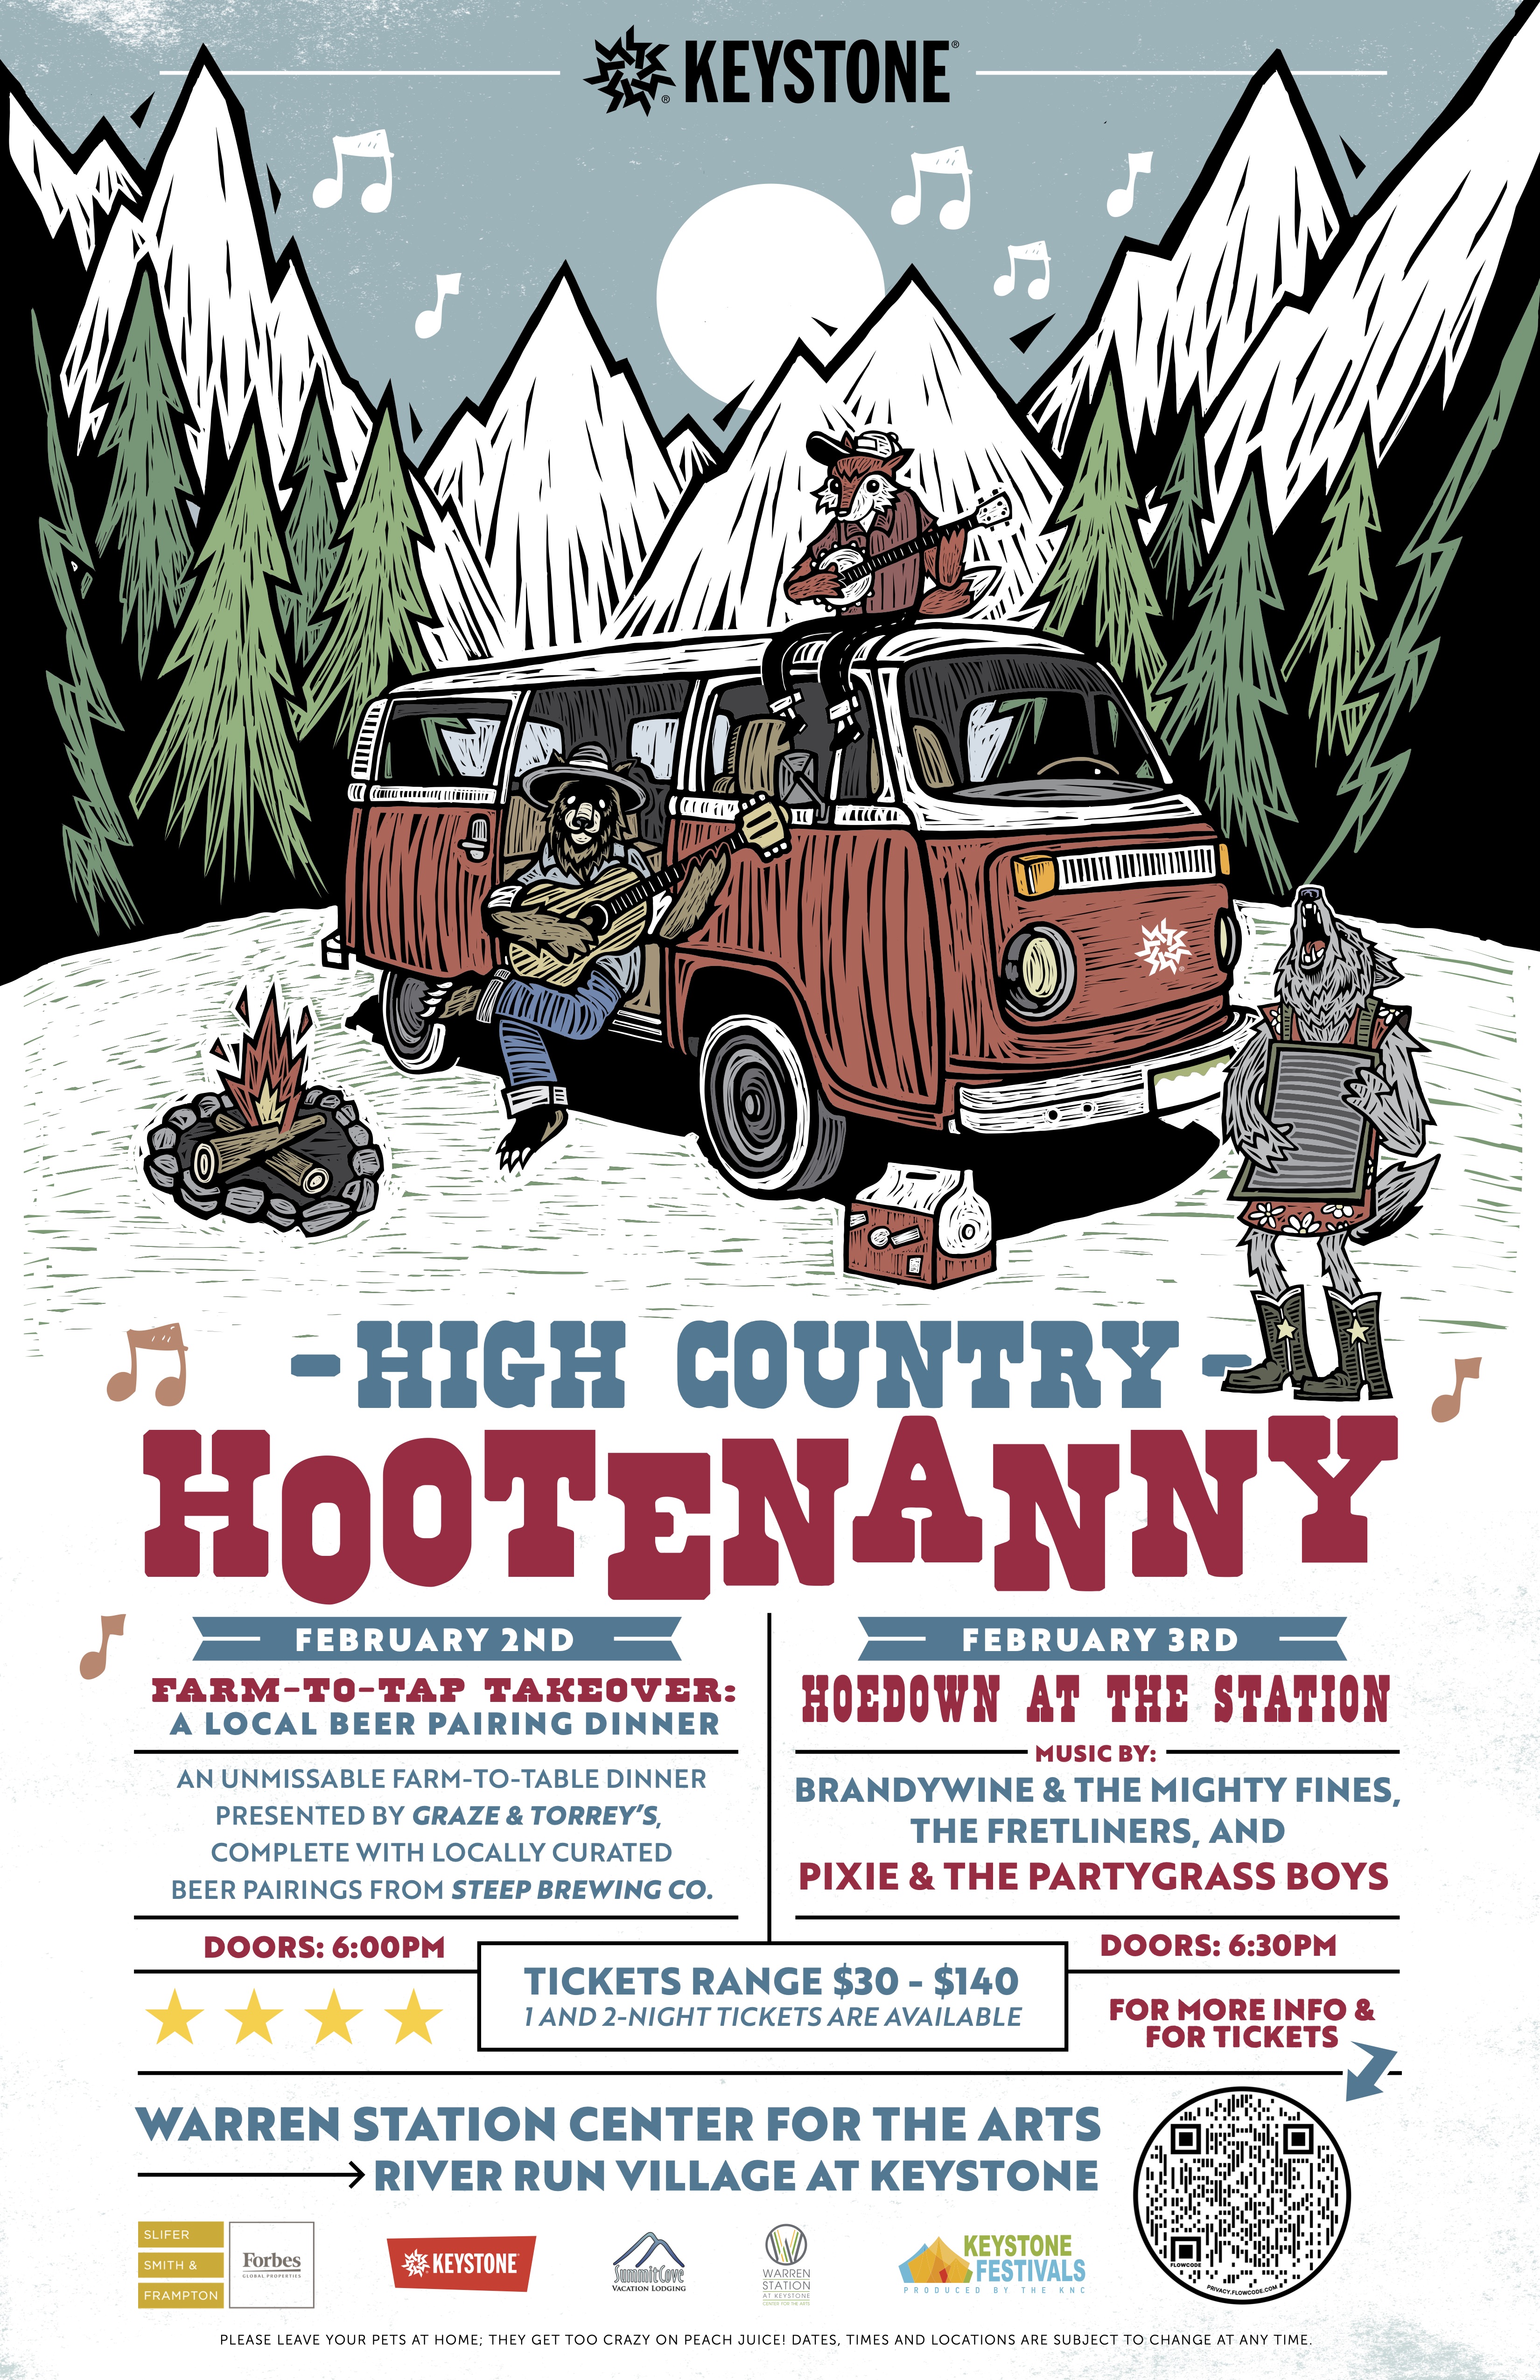 KEYSTONE®
-HIGH COUNTRY-
HOOTENANNY
FEBRUARY 2ND
FARM-TO-TAP TAKEOVER:
A LOCAL BEER PAIRING DINNER
AN UNMISSABLE FARM-TO-TABLE DINNER
PRESENTED BY GRAZE & TORREY'S,
COMPLETE WITH LOCALLY CURATED
BEER PAIRINGS FROM STEEP BREWING CO.
DOORS: 6:00PM
FEBRUARY 3RD
HOEDOWN AT THE STATION
MUSIC BY:
BRANDYWINE & THE MIGHTY FINES,
THE FRETLINERS, AND
PIXIE & THE PARTYGRASS BOYS
DOORS: 6:30PM
TICKETS RANGE $30 - $140
1 AND 2-NIGHT TICKETS ARE AVAILABLE
FOR MORE INFO &
FOR TICKETS
WARREN STATION CENTER FOR THE ARTS
RIVER RUN VILLAGE AT KEYSTONE
FLOWCODE
PRIVACY.FLOWCODE.COM
SLIFER
SMITH &
FRAMPTON
Forbes
GLOBAL PROPERTIES
KEYSTONE
SummitCove
VACATION LODGING
WARREN
STATION
AT KEYSTONE
CENTER FOR THE ARTS
KEYSTONE
FESTIVALS
PRODUCED BY THE KNC
PLEASE LEAVE YOUR PETS AT HOME; THEY GET TOO CRAZY ON PEACH JUICE! DATES, TIMES AND LOCATIONS ARE SUBJECT TO CHANGE AT ANY TIME.